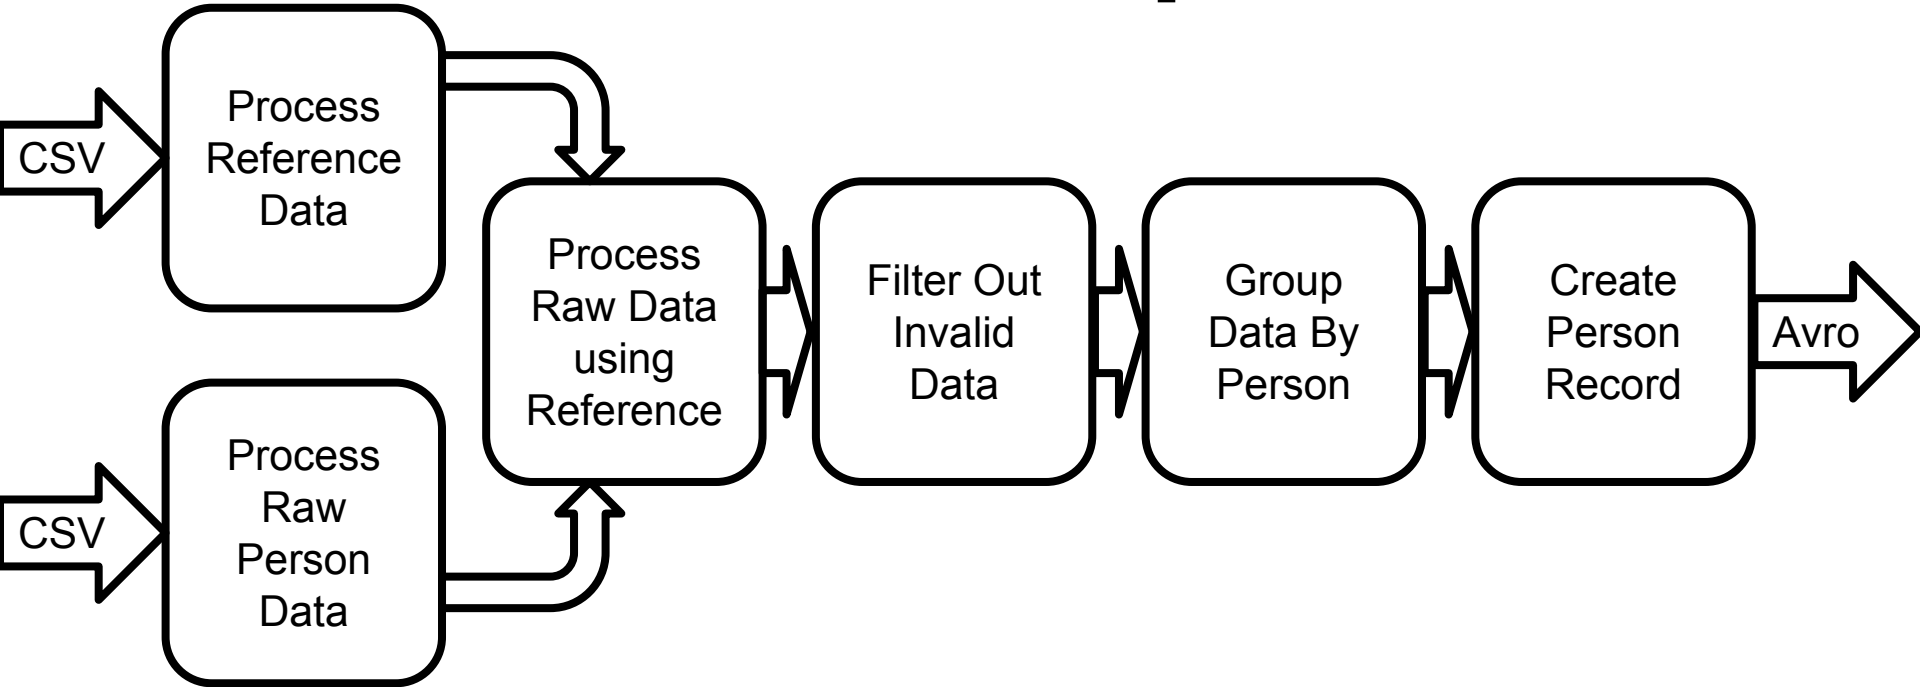 CSV
Process
Reference
Data
CSV
Process
Raw
Person
Data
Process
Raw Data
using
Reference
Filter Out
Invalid
Data
Group
Data By
Person
Create
Person
Record
Avro